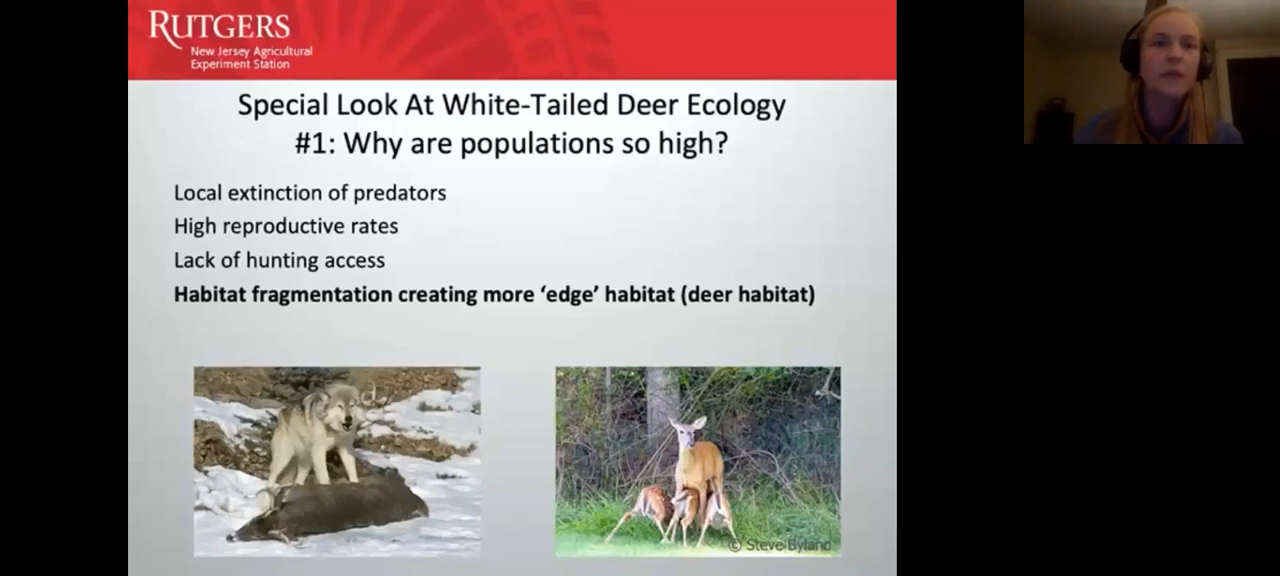 RUTGERS
New Jersey Agricultural
Experiment Station
Special Look At White-Tailed Deer Ecology
#1: Why are populations so high?
Local extinction of predators
High reproductive rates
Lack of hunting access
Habitat fragmentation creating more ‘edge’ habitat (deer habitat)
© Steve Byland